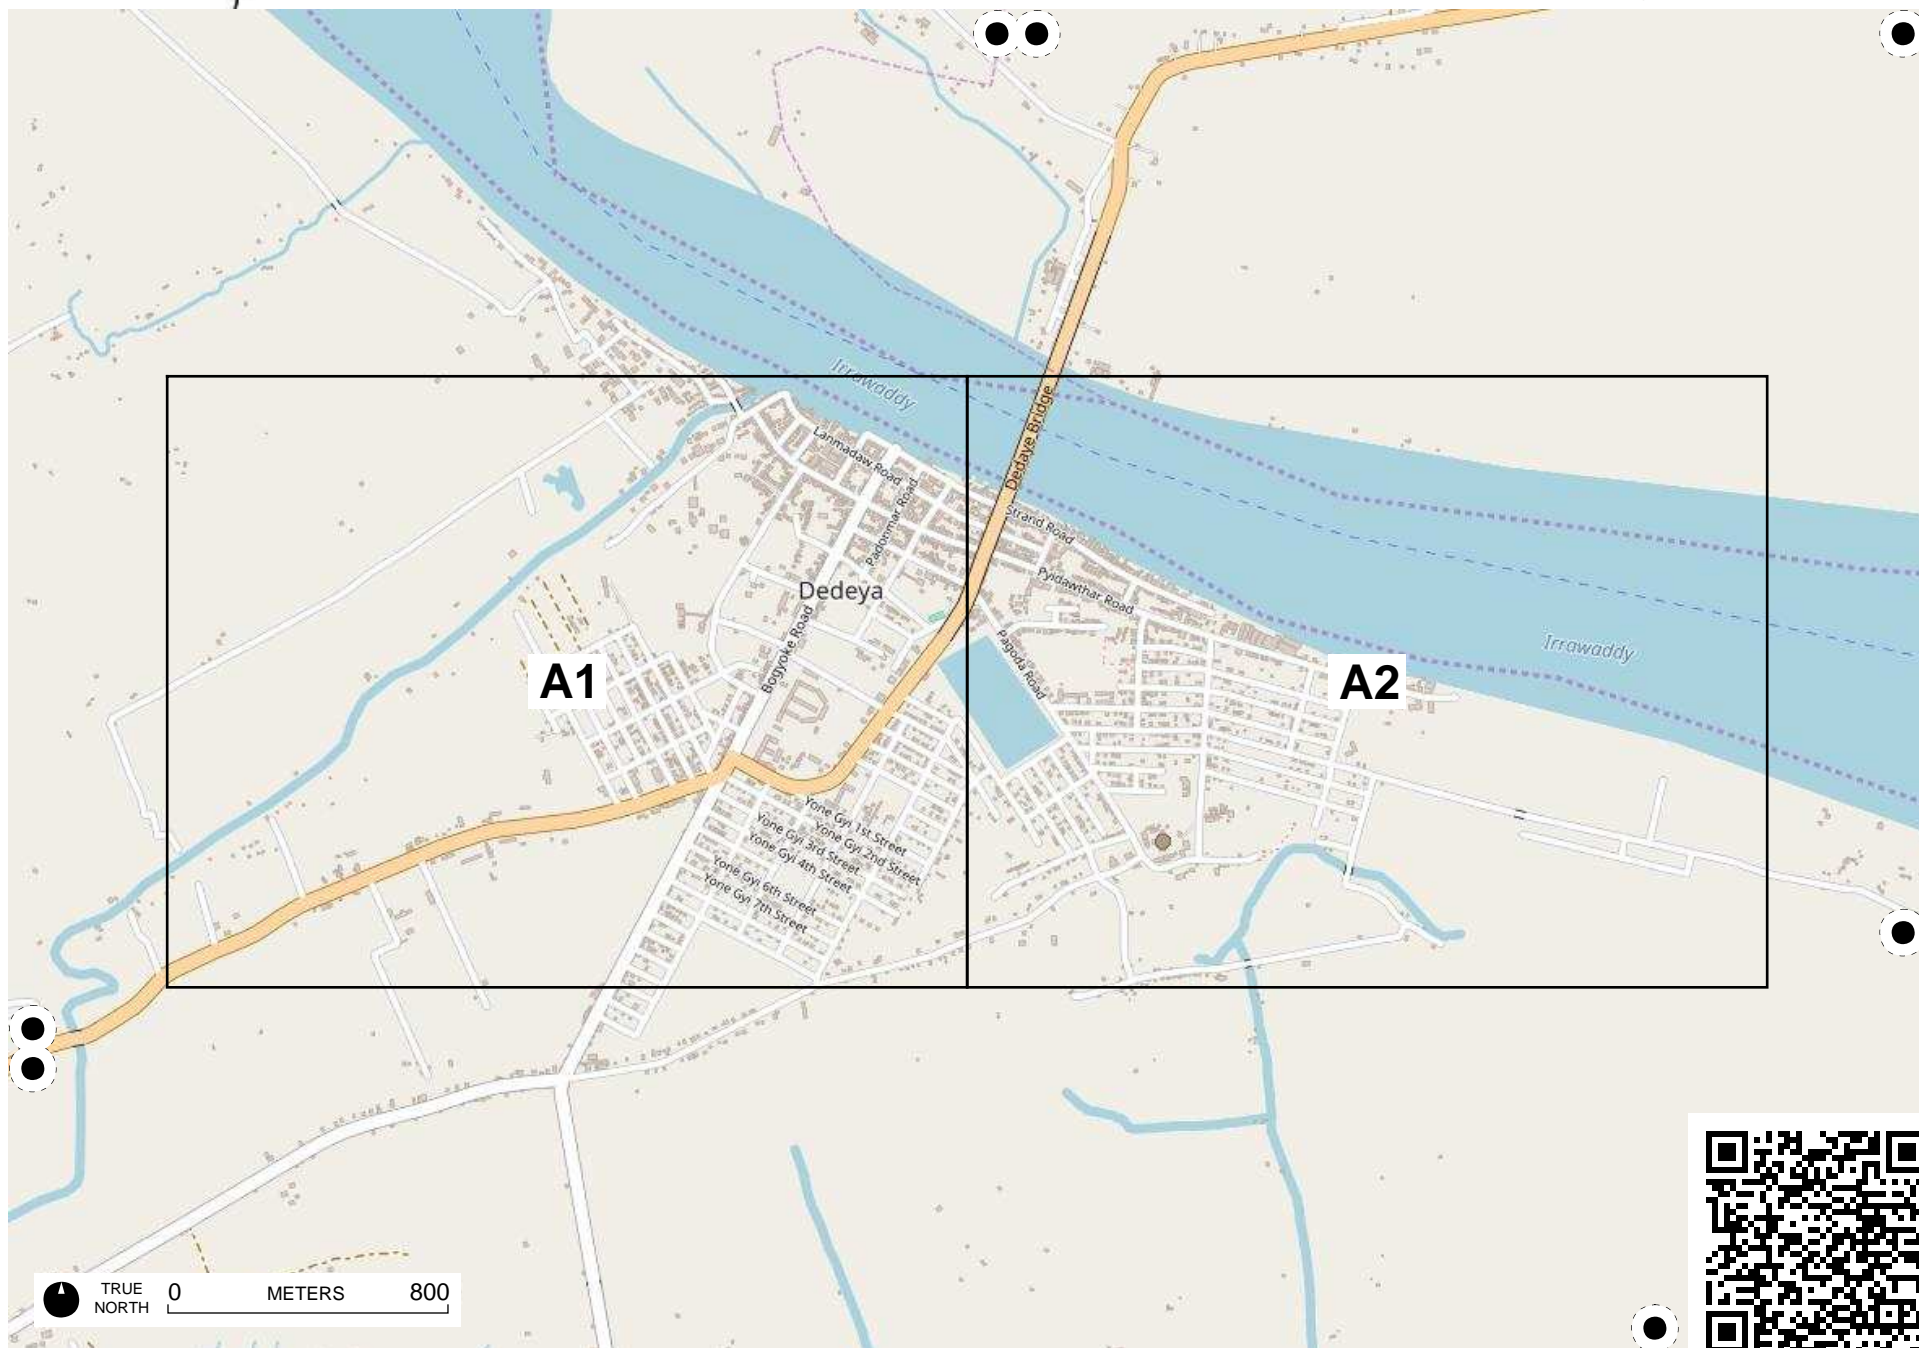 Irrawaddy
Dedaye Bridge
Lanmadaw Road
Padonmar Road
Strand Road
Pyidawthar Road
Dedeya
Bogyoke Road
Pagoda Road
Irrawaddy
A1
A2
Yone Gyi 1st Street
Yone Gyi 2nd Street
Yone Gyi 3rd Street
Yone Gyi 4th Street
Yone Gyi 6th Street
Yone Gyi 7th Street
TRUE
NORTH
0 METERS 800